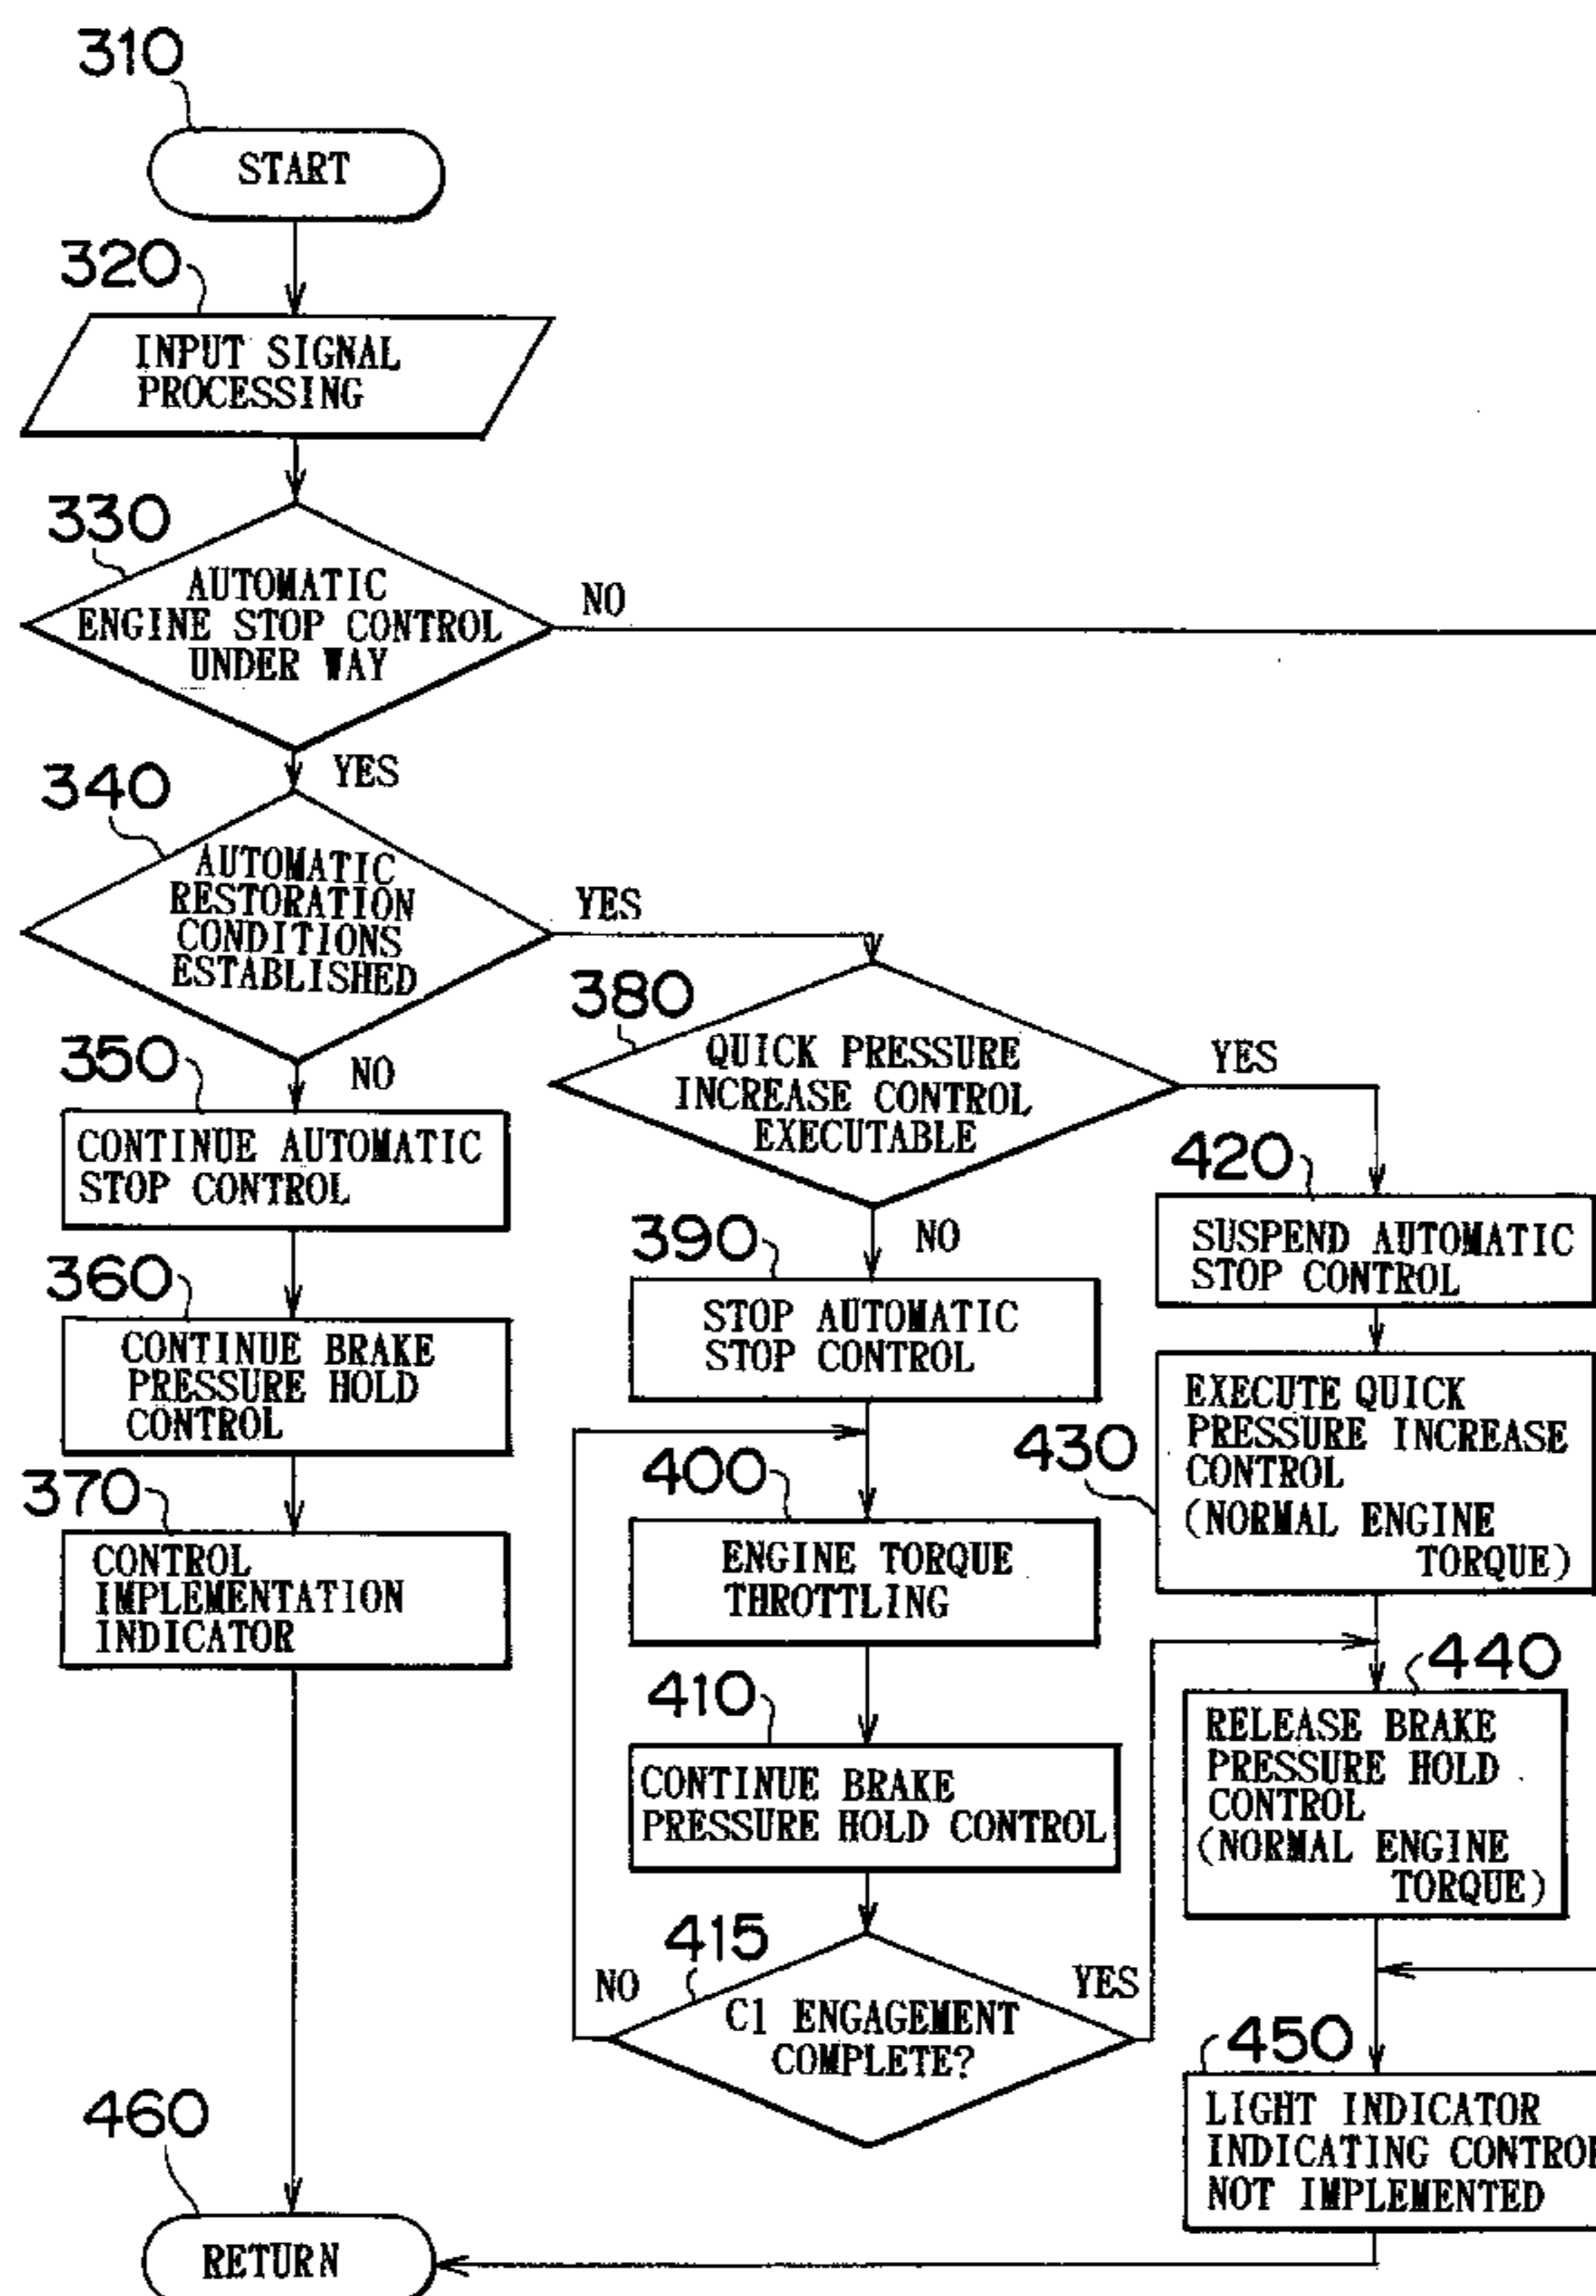 310
START
320
INPUT SIGNAL
PROCESSING
330
AUTOMATIC
ENGINE STOP CONTROL
UNDER WAY
NO
YES
340
AUTOMATIC
RESTORATION
CONDITIONS
ESTABLISHED
YES
NO
350
CONTINUE AUTOMATIC
STOP CONTROL
360
CONTINUE BRAKE
PRESSURE HOLD
CONTROL
370
CONTROL
IMPLEMENTATION
INDICATOR
380
QUICK PRESSURE
INCREASE CONTROL
EXECUTABLE
YES
NO
390
STOP AUTOMATIC
STOP CONTROL
400
ENGINE TORQUE
THROTTLING
410
CONTINUE BRAKE
PRESSURE HOLD CONTROL
415
NO
YES
C1 ENGAGEMENT
COMPLETE?
420
SUSPEND AUTOMATIC
STOP CONTROL
430
EXECUTE QUICK
PRESSURE INCREASE
CONTROL
(NORMAL ENGINE
TORQUE)
440
RELEASE BRAKE
PRESSURE HOLD
CONTROL
(NORMAL ENGINE
TORQUE)
450
LIGHT INDICATOR
INDICATING CONTROL
NOT IMPLEMENTED
460
RETURN